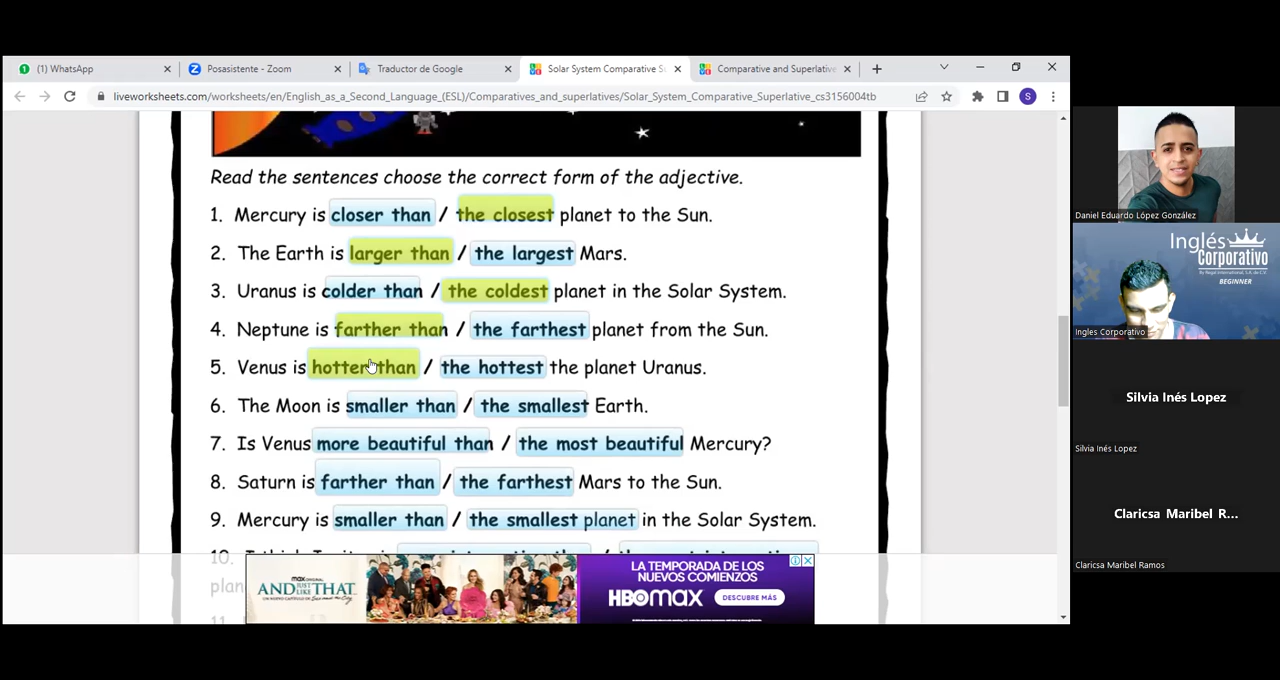 (1) WhatsApp
Posasistente - Zoom
Traductor de Google
Solar System Comparative Su
Comparative and Superlative
liveworksheets.com/worksheets/en/English_as_a_Second_Language_(ESL)/Comparatives_and_superlatives/Solar_System_Comparative_Superlative_cs3156004tb
S
Read the sentences choose the correct form of the adjective.
1. Mercury is closer than / the closest planet to the Sun.
2. The Earth is larger than / the largest Mars.
3. Uranus is colder than / the coldest planet in the Solar System.
4. Neptune is farther than / the farthest planet from the Sun.
5. Venus is hotter than / the hottest the planet Uranus.
6. The Moon is smaller than / the smallest Earth.
7. Is Venus more beautiful than / the most beautiful Mercury?
8. Saturn is farther than / the farthest Mars to the Sun.
9. Mercury is smaller than / the smallest planet in the Solar System.
10.
plan
max
AND JUST LIKE THAT...
LA TEMPORADA DE LOS
NUEVOS COMIENZOS
HBOMAX
DESCUBRE MÁS
Daniel Eduardo López González
Inglés
Corporativo
BEGINNER
Ingles Corporativo
Silvia Inés Lopez
Silvia Inés Lopez
Claricsa Maribel R...
Claricsa Maribel Ramos